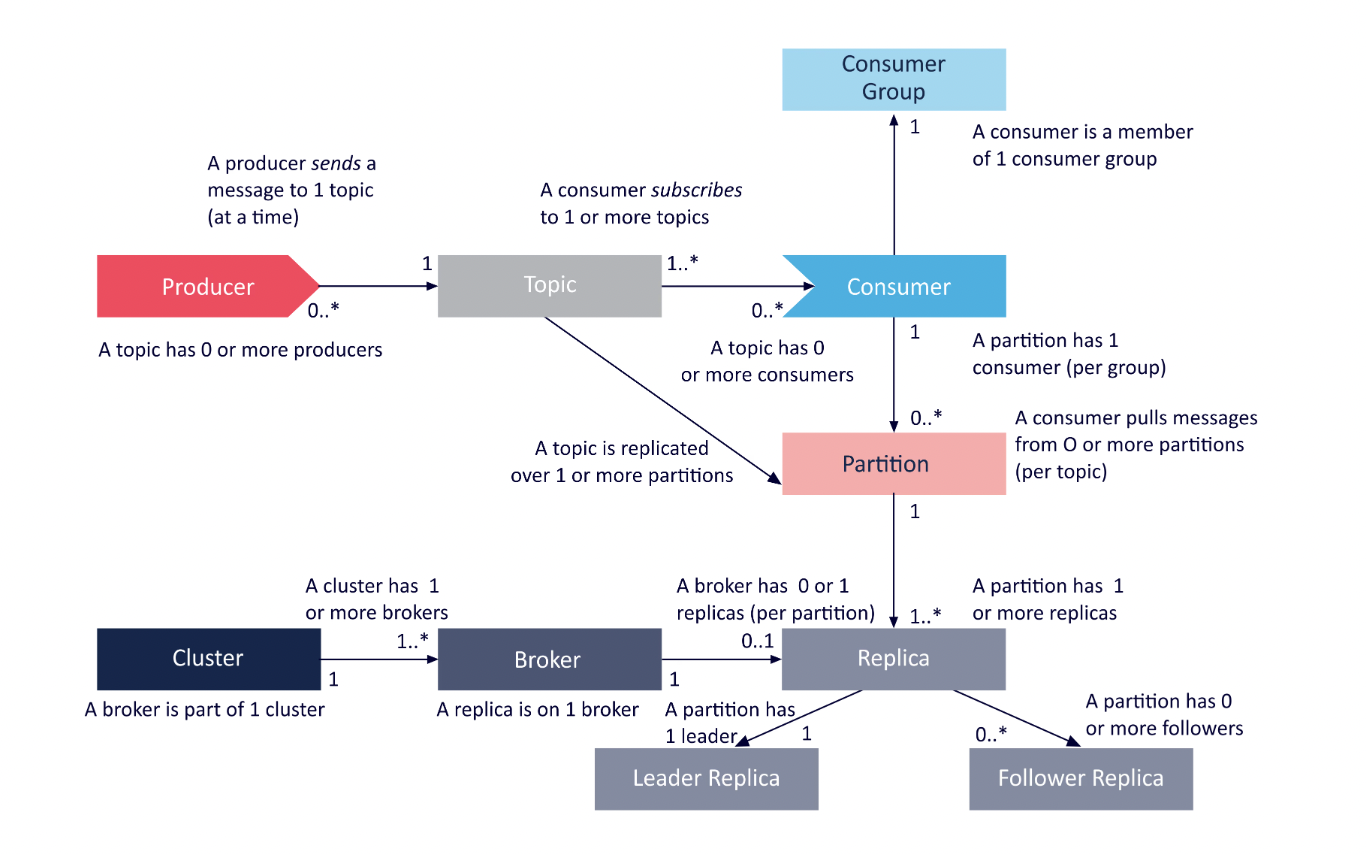 Consumer
Group
1
A consumer is a member
of 1 consumer group
A producer sends a
message to 1 topic
(at a time)
A consumer subscribes
to 1 or more topics
Producer
1
0..*
Topic
1..*
0..*
Consumer
A topic has 0 or more producers
A topic has 0
or more consumers
1
A partition has 1
consumer (per group)
0..*
A consumer pulls messages
from O or more partitions
(per topic)
A topic is replicated
over 1 or more partitions
Partition
1
A cluster has 1
or more brokers
1..*
A broker has 0 or 1
replicas (per partition)
0..1
A partition has 1
or more replicas
1..*
Cluster
1
Broker
1
Replica
A broker is part of 1 cluster
A replica is on 1 broker
A partition has
1 leader
1
A partition has 0
or more followers
0..*
Leader Replica
Follower Replica